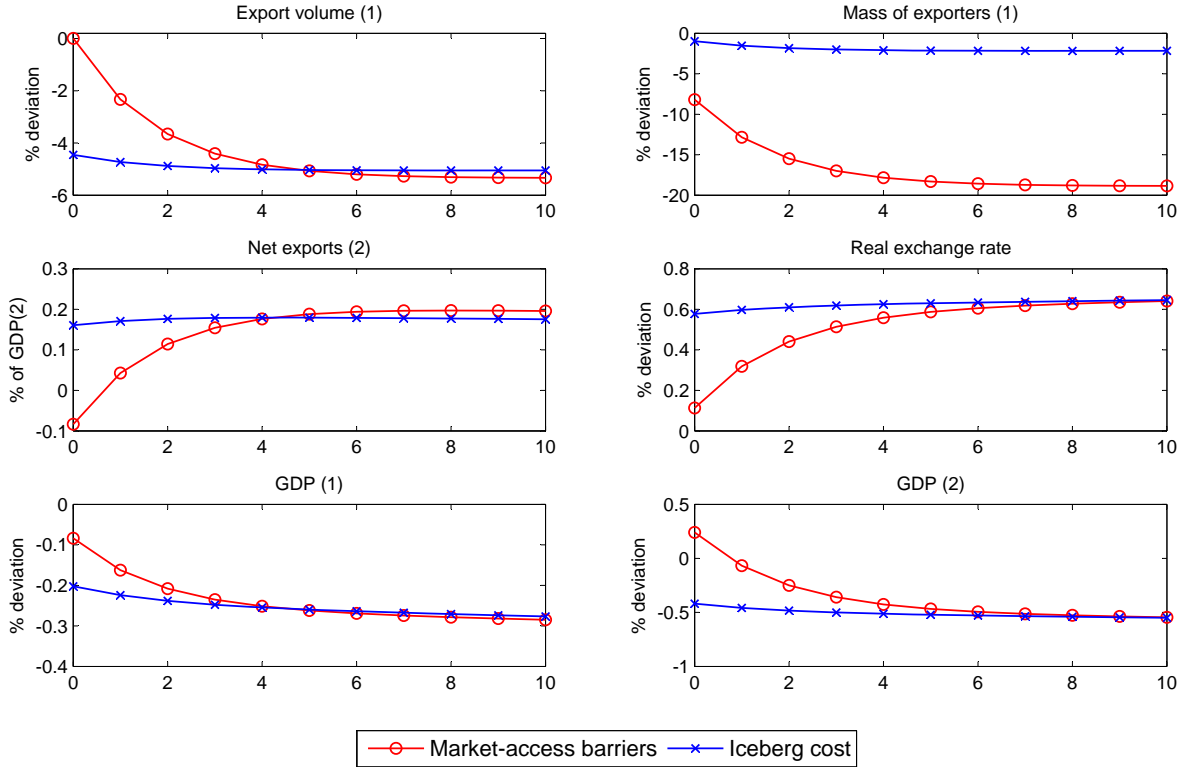 Export volume (1)
Mass of exporters (1)
% deviation
0
-2
-4
-6
0 2 4 6 8 10
% deviation
0
-5
-10
-15
-20
0 2 4 6 8 10
Net exports (2)
Real exchange rate
% of GDP(2)
0.3
0.2
0.1
0
-0.1
0 2 4 6 8 10
% deviation
0.8
0.6
0.4
0.2
0
0 2 4 6 8 10
GDP (1)
GDP (2)
% deviation
0
-0.1
-0.2
-0.3
-0.4
0 2 4 6 8 10
% deviation
0.5
0
-0.5
-1
0 2 4 6 8 10
Market-access barriers
Iceberg cost